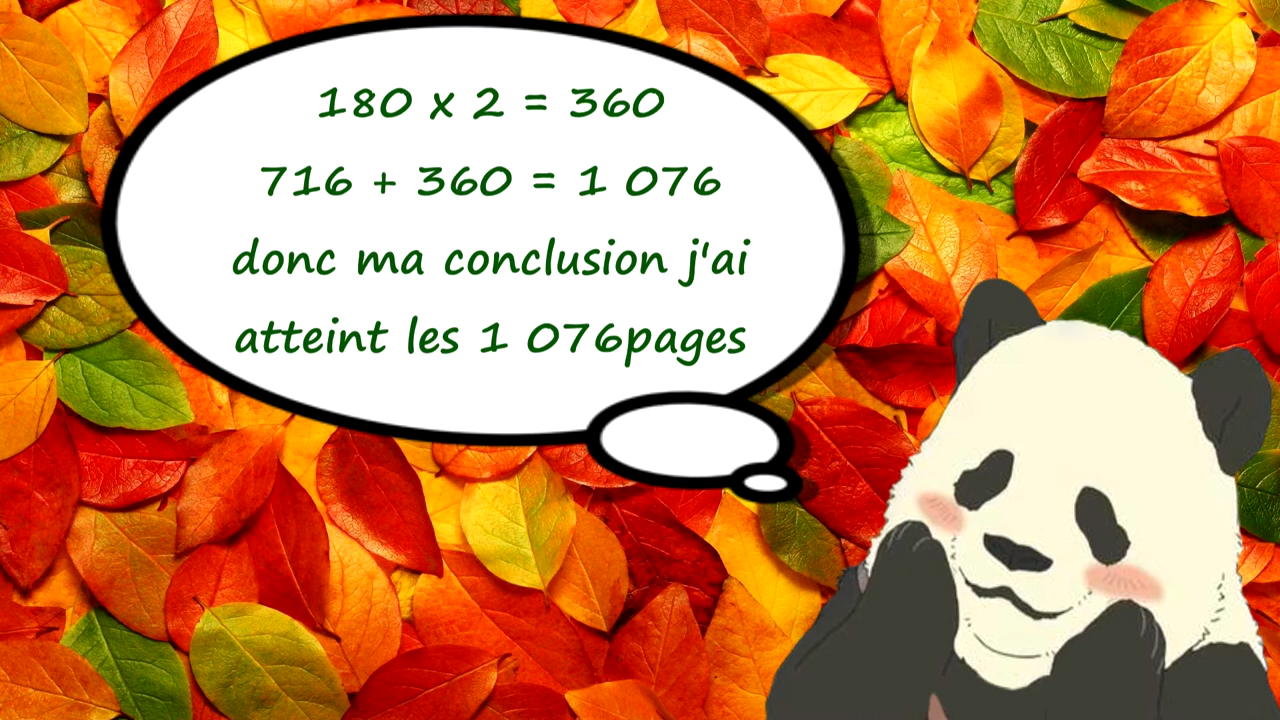 180 x 2 = 360
716 + 360 = 1 076
donc ma conclusion j'ai
atteint les 1 076pages